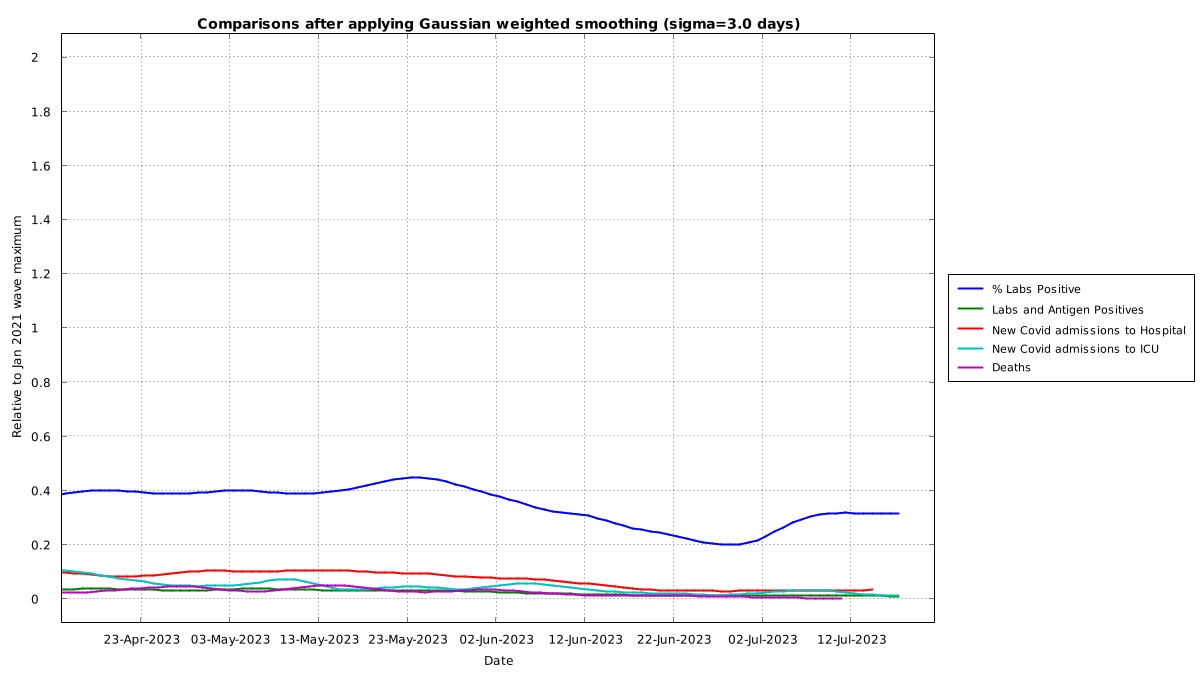 Comparisons after applying Gaussian weighted smoothing (sigma=3.0 days)
Relative to Jan 2021 wave maximum
2
1.8
1.6
1.4
1.2
1
0.8
0.6
0.4
0.2
0
23-Apr-2023 03-May-2023 13-May-2023 23-May-2023 02-Jun-2023 12-Jun-2023 22-Jun-2023 02-Jul-2023 12-Jul-2023
Date
% Labs Positive
Labs and Antigen Positives
New Covid admissions to Hospital
New Covid admissions to ICU
Deaths